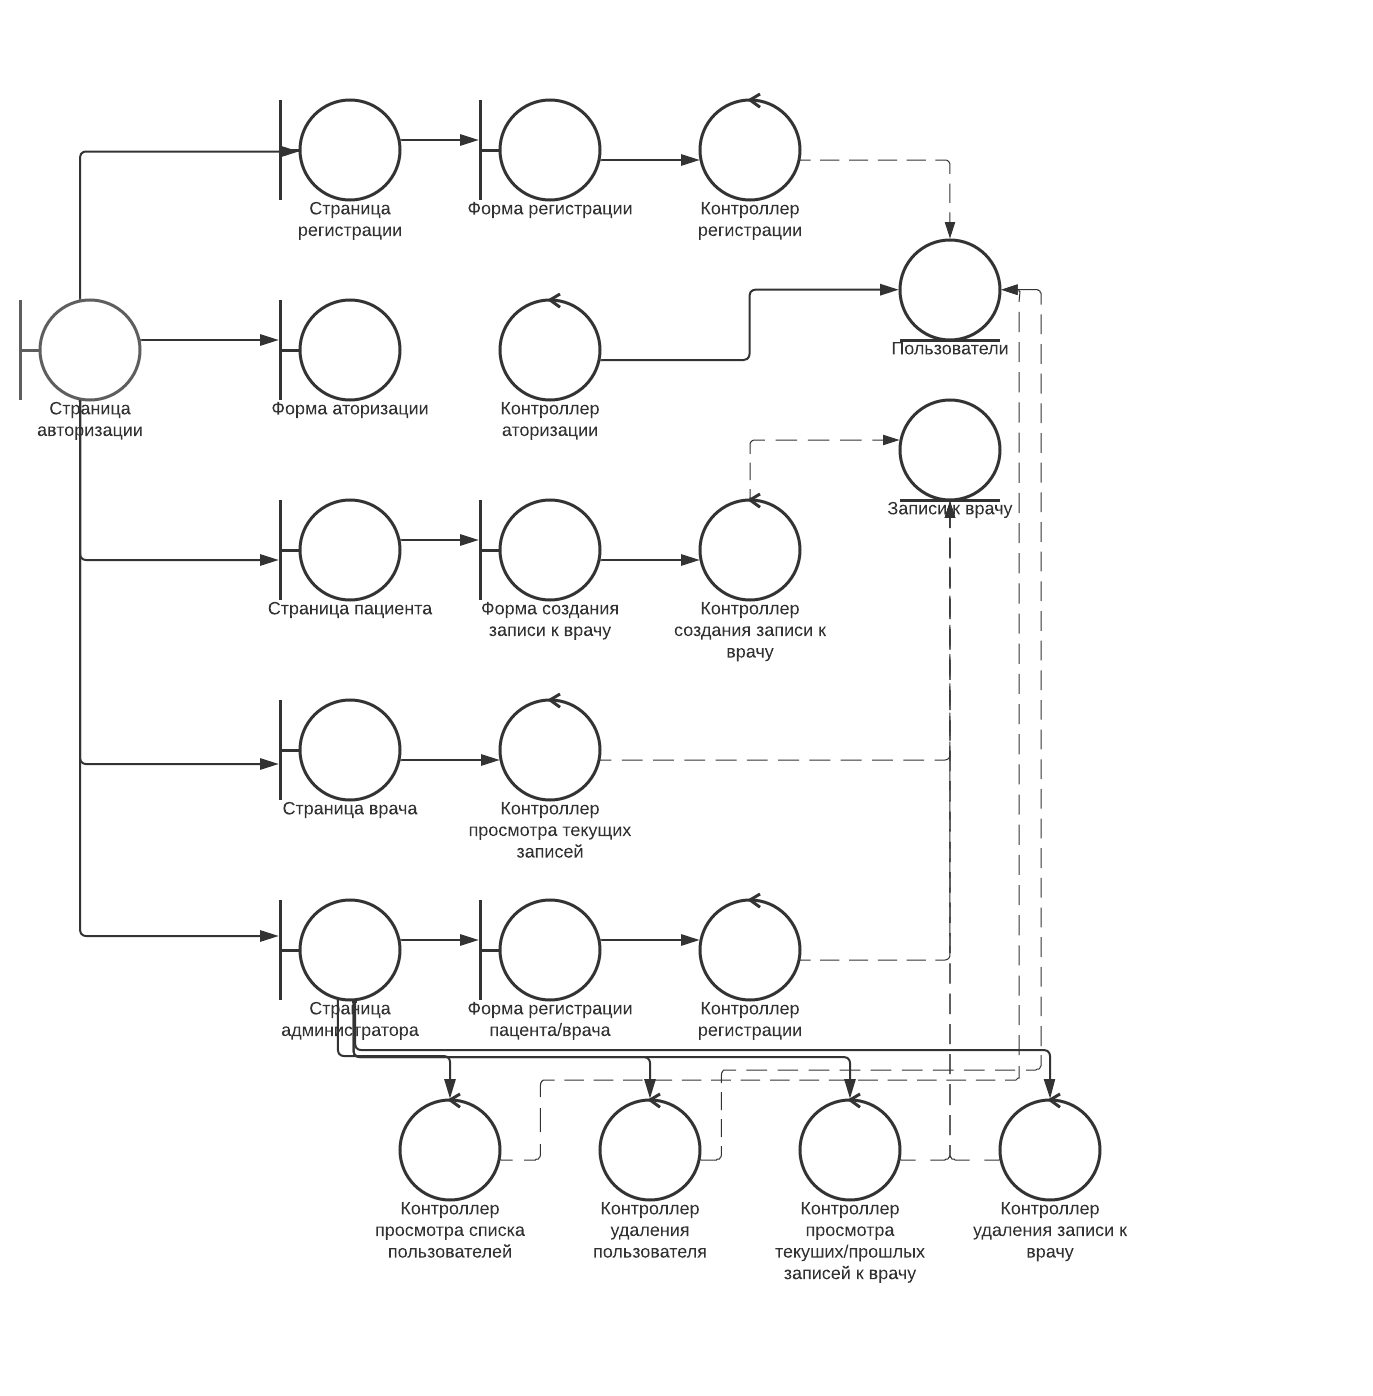 Страница
регистрации
Форма регистрации
Контроллер
регистрации
Пользователи
Страница
авторизации
Форма аторизации
Контроллер
аторизации
Записи к врачу
Страница пациента
Форма создания
записи к врачу
Контроллер
создания записи к
врачу
Страница врача
Контроллер
просмотра текущих
записей
Страница
администратора
Форма регистрации
пацента/врача
Контроллер
регистрации
Контроллер
просмотра списка
пользователей
Контроллер
удаления
пользователя
Контроллер
просмотра
текуших/прошлых
записей к врачу
Контроллер
удаления записи к
врачу